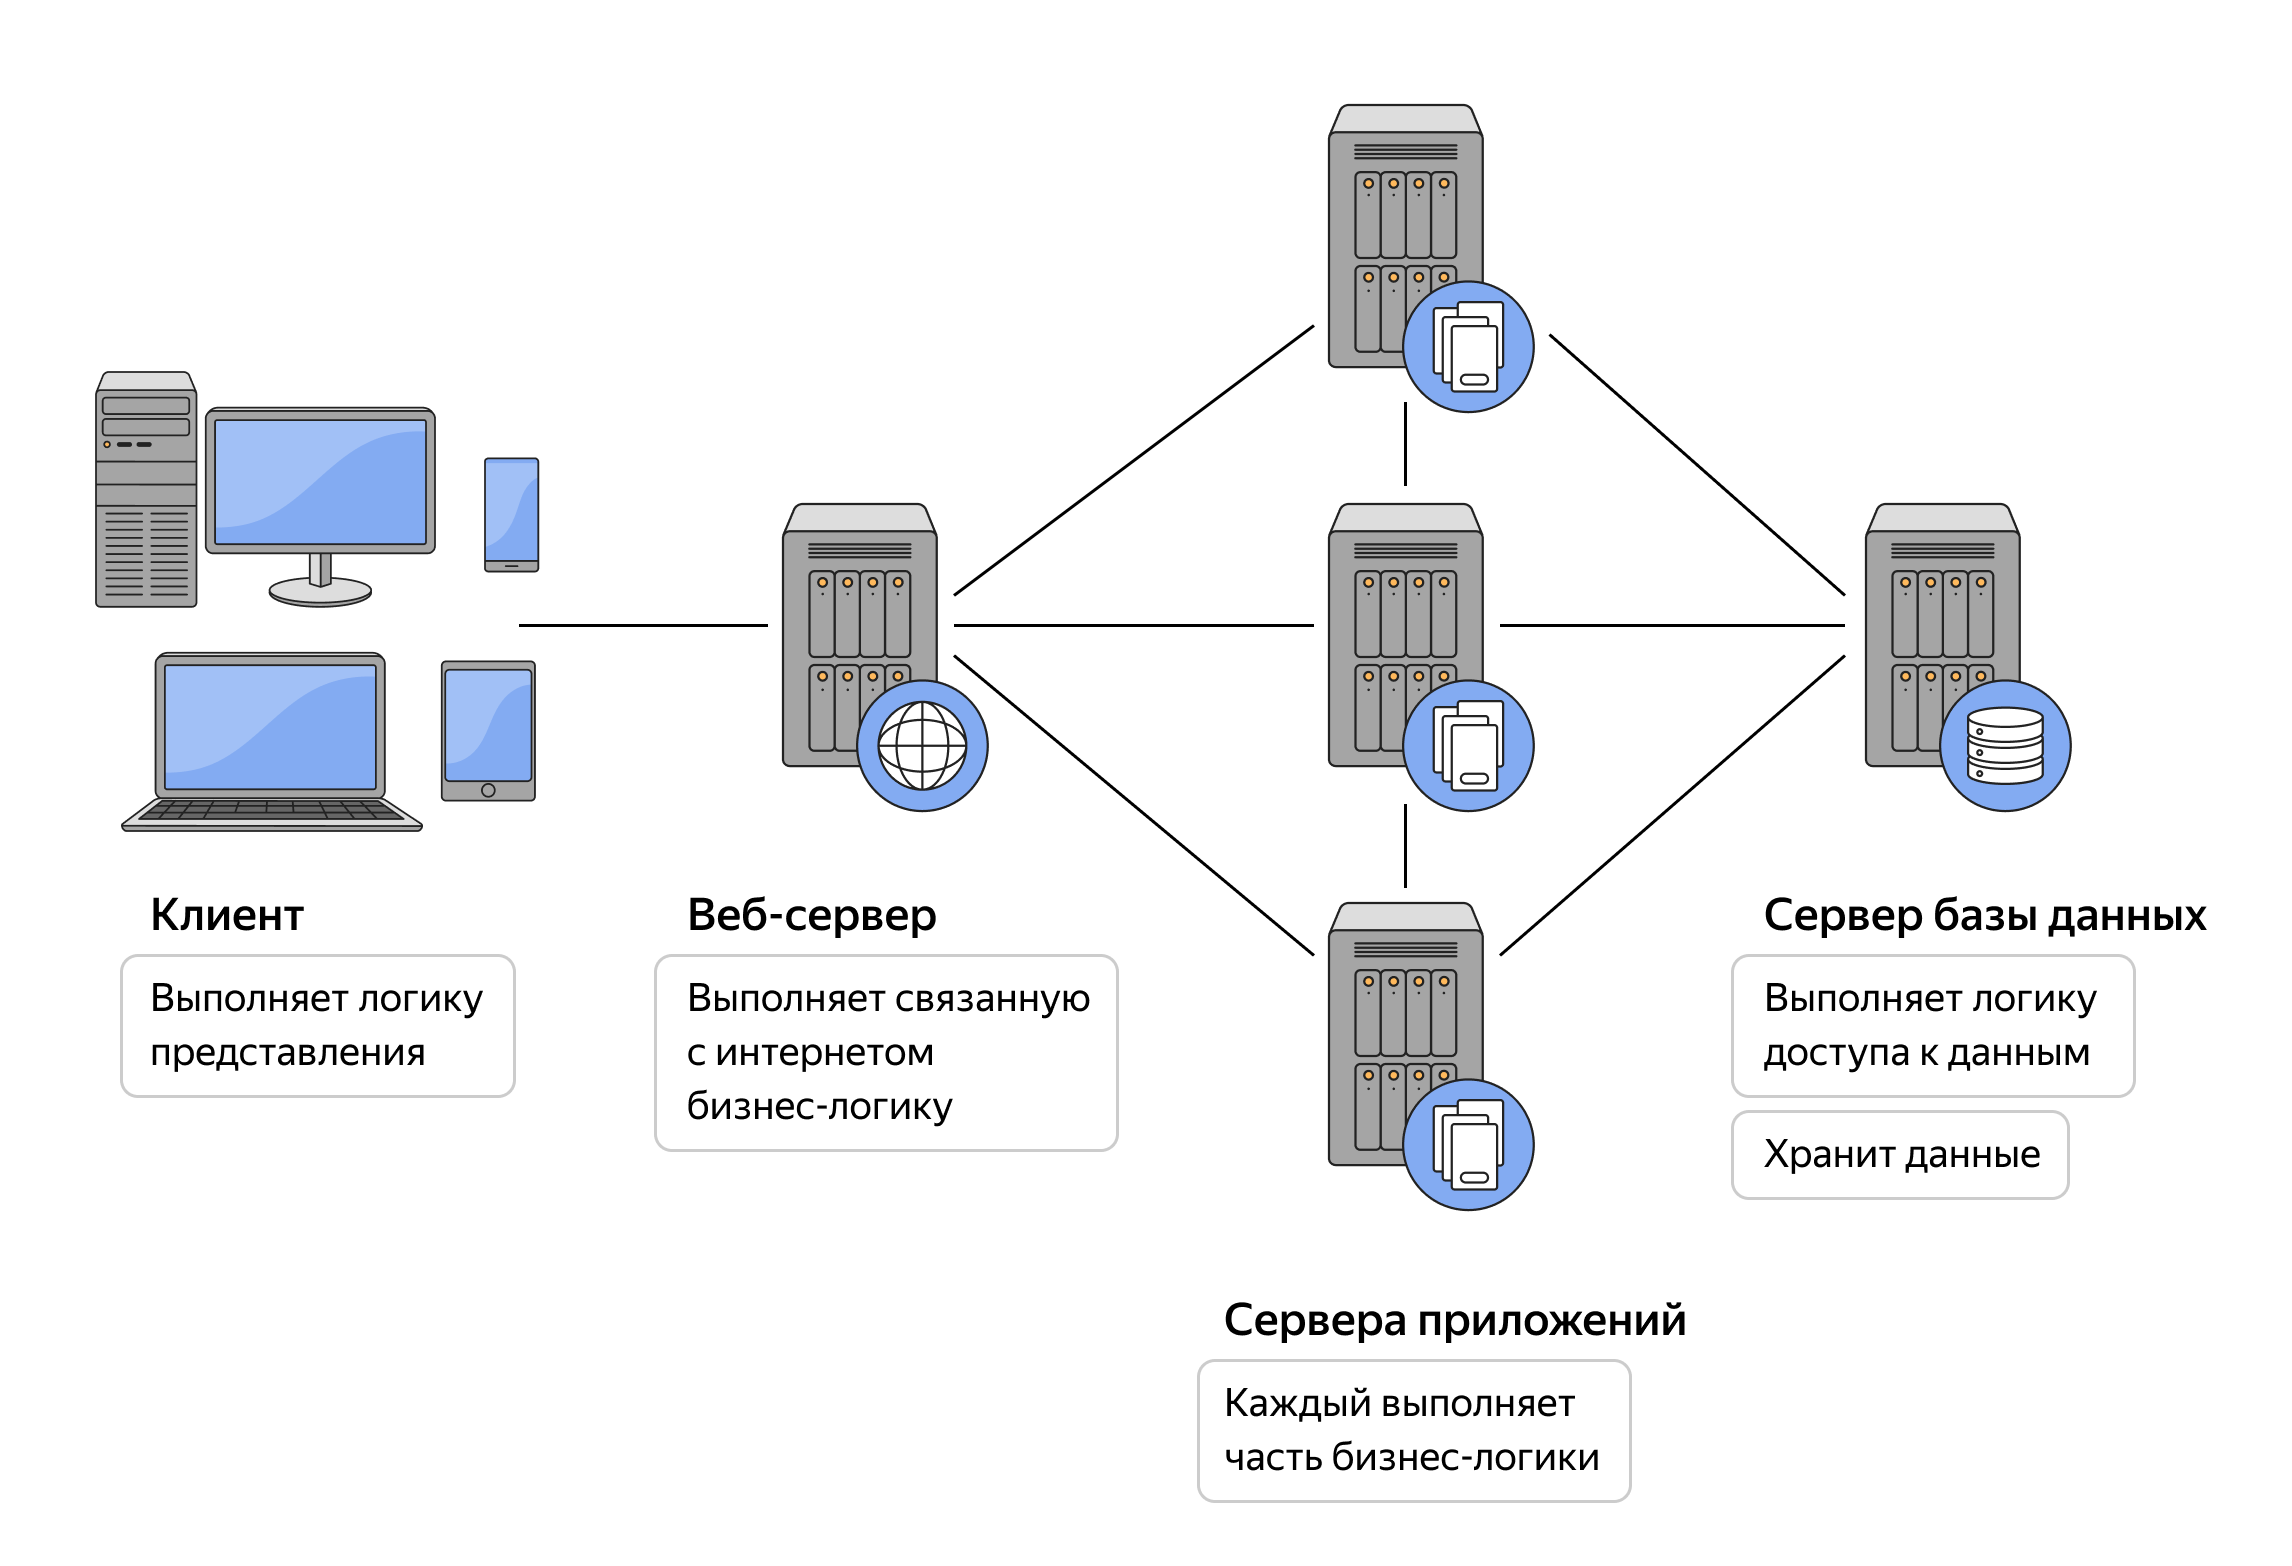 Клиент
Выполняет логику
представления
Веб-сервер
Выполняет связанную
с интернетом
бизнес-логику
Сервера приложений
Каждый выполняет
часть бизнес-логики
Сервер базы данных
Выполняет логику
доступа к данным
Хранит данные